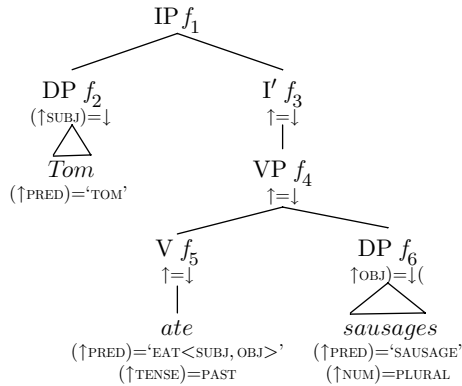 IP f₁
DP f₂ I′ f₃
(↑SUBJ)=↓ ↑=↓
Tom VP f₄
(↑PRED)=‘TOM’ ↑=↓
V f₅ DP f₆
↑=↓ ↑OBJ)=↓(
ate sausages
(↑PRED)=‘EAT<SUBJ, OBJ>’ (↑PRED)=‘SAUSAGE’
(↑TENSE)=PAST (↑NUM)=PLURAL